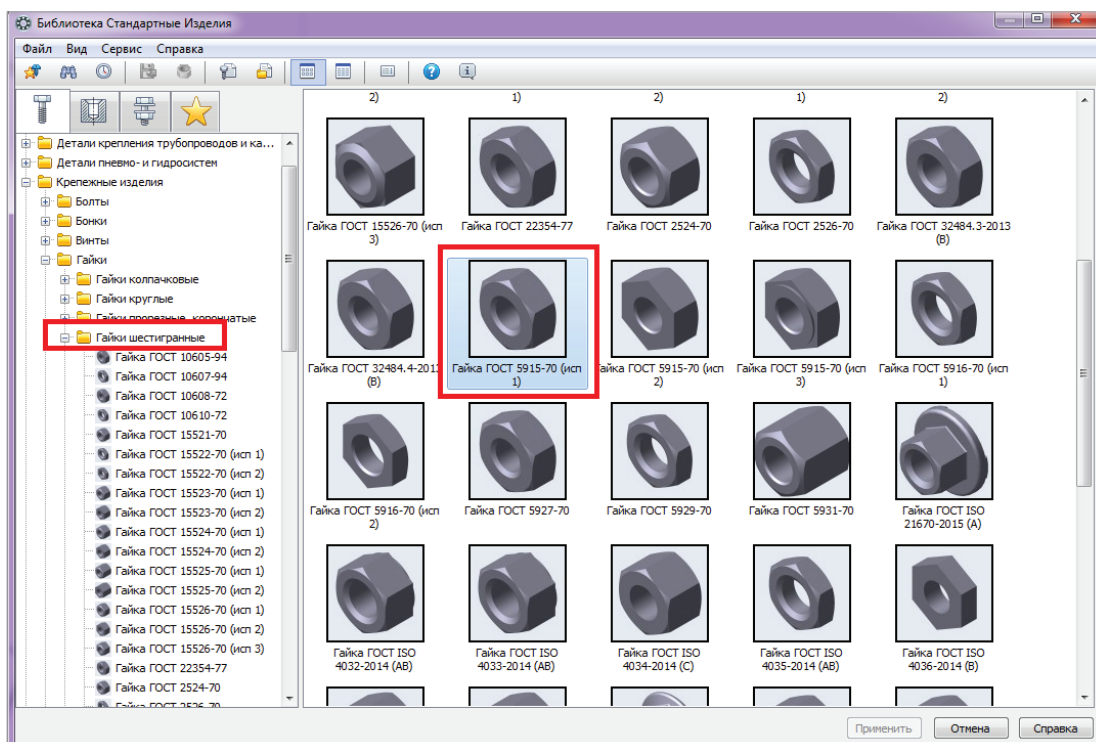 Библиотека Стандартные Изделия
Файл Вид Сервис Справка
Детали крепления трубопроводов и ка...
Детали пневмо- и гидросистем
Крепежные изделия
Болты
Бонки
Винты
Гайки
Гайки колпачковые
Гайки круглые
Гайки прорезные, корончатые
Гайки шестигранные
Гайка ГОСТ 10605-94
Гайка ГОСТ 10607-94
Гайка ГОСТ 10608-72
Гайка ГОСТ 10610-72
Гайка ГОСТ 15521-70
Гайка ГОСТ 15522-70 (исп 1)
Гайка ГОСТ 15522-70 (исп 2)
Гайка ГОСТ 15523-70 (исп 1)
Гайка ГОСТ 15523-70 (исп 2)
Гайка ГОСТ 15524-70 (исп 1)
Гайка ГОСТ 15524-70 (исп 2)
Гайка ГОСТ 15525-70 (исп 1)
Гайка ГОСТ 15525-70 (исп 2)
Гайка ГОСТ 15526-70 (исп 1)
Гайка ГОСТ 15526-70 (исп 2)
Гайка ГОСТ 15526-70 (исп 3)
Гайка ГОСТ 22354-77
Гайка ГОСТ 2524-70
Гайка ГОСТ 2526-70
2) 1) 2) 1) 2)
Гайка ГОСТ 15526-70 (исп Гайка ГОСТ 22354-77 Гайка ГОСТ 2524-70 Гайка ГОСТ 2526-70 Гайка ГОСТ 32484.3-2013
3) (В)
Гайка ГОСТ 32484.4-2013 Гайка ГОСТ 5915-70 (исп Гайка ГОСТ 5915-70 (исп Гайка ГОСТ 5915-70 (исп Гайка ГОСТ 5916-70 (исп
(В) 1) 2) 3) 1)
Гайка ГОСТ 5916-70 (исп Гайка ГОСТ 5927-70 Гайка ГОСТ 5929-70 Гайка ГОСТ 5931-70 Гайка ГОСТ ISO
2) 21670-2015 (A)
Гайка ГОСТ ISO Гайка ГОСТ ISO Гайка ГОСТ ISO Гайка ГОСТ ISO Гайка ГОСТ ISO
4032-2014 (AB) 4033-2014 (AB) 4034-2014 (C) 4035-2014 (AB) 4036-2014 (B)
Применить Отмена Справка